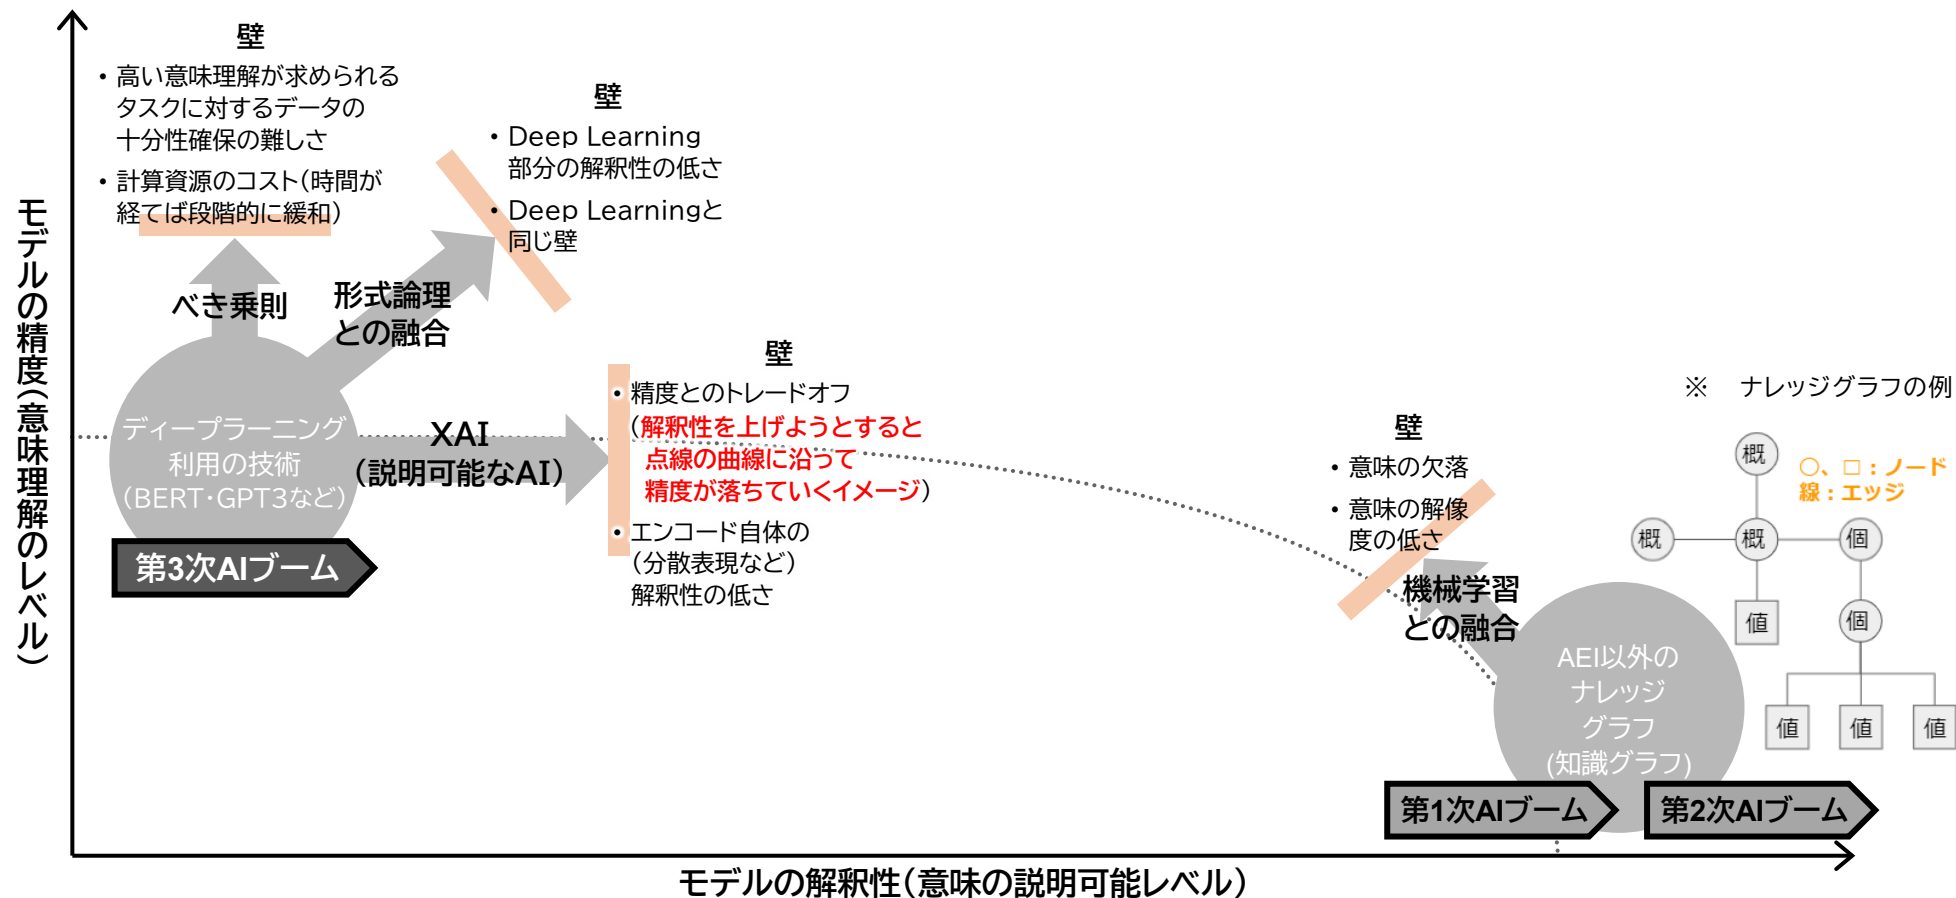 モデルの精度(意味理解のレベル)
壁
・高い意味理解が求められる
タスクに対するデータの
十分性確保の難しさ
・計算資源のコスト(時間が
経てば段階的に緩和)
べき乗則
壁
・Deep Learning
部分の解釈性の低さ
・Deep Learningと
同じ壁
形式論理
との融合
ディープラーニング
利用の技術
(BERT・GPT3など)
第3次AIブーム
XAI
(説明可能なAI)
壁
・精度とのトレードオフ
(解釈性を上げようとすると
点線の曲線に沿って
精度が落ちていくイメージ)
・エンコード自体の
(分散表現など)
解釈性の低さ
壁
・意味の欠落
・意味の解像
度の低さ
機械学習
との融合
AEI以外の
ナレッジ
グラフ
(知識グラフ)
第1次AIブーム
第2次AIブーム
※ ナレッジグラフの例
○、□:ノード
線:エッジ
概
概
概
個
値
個
値
値
値
モデルの解釈性(意味の説明可能レベル)